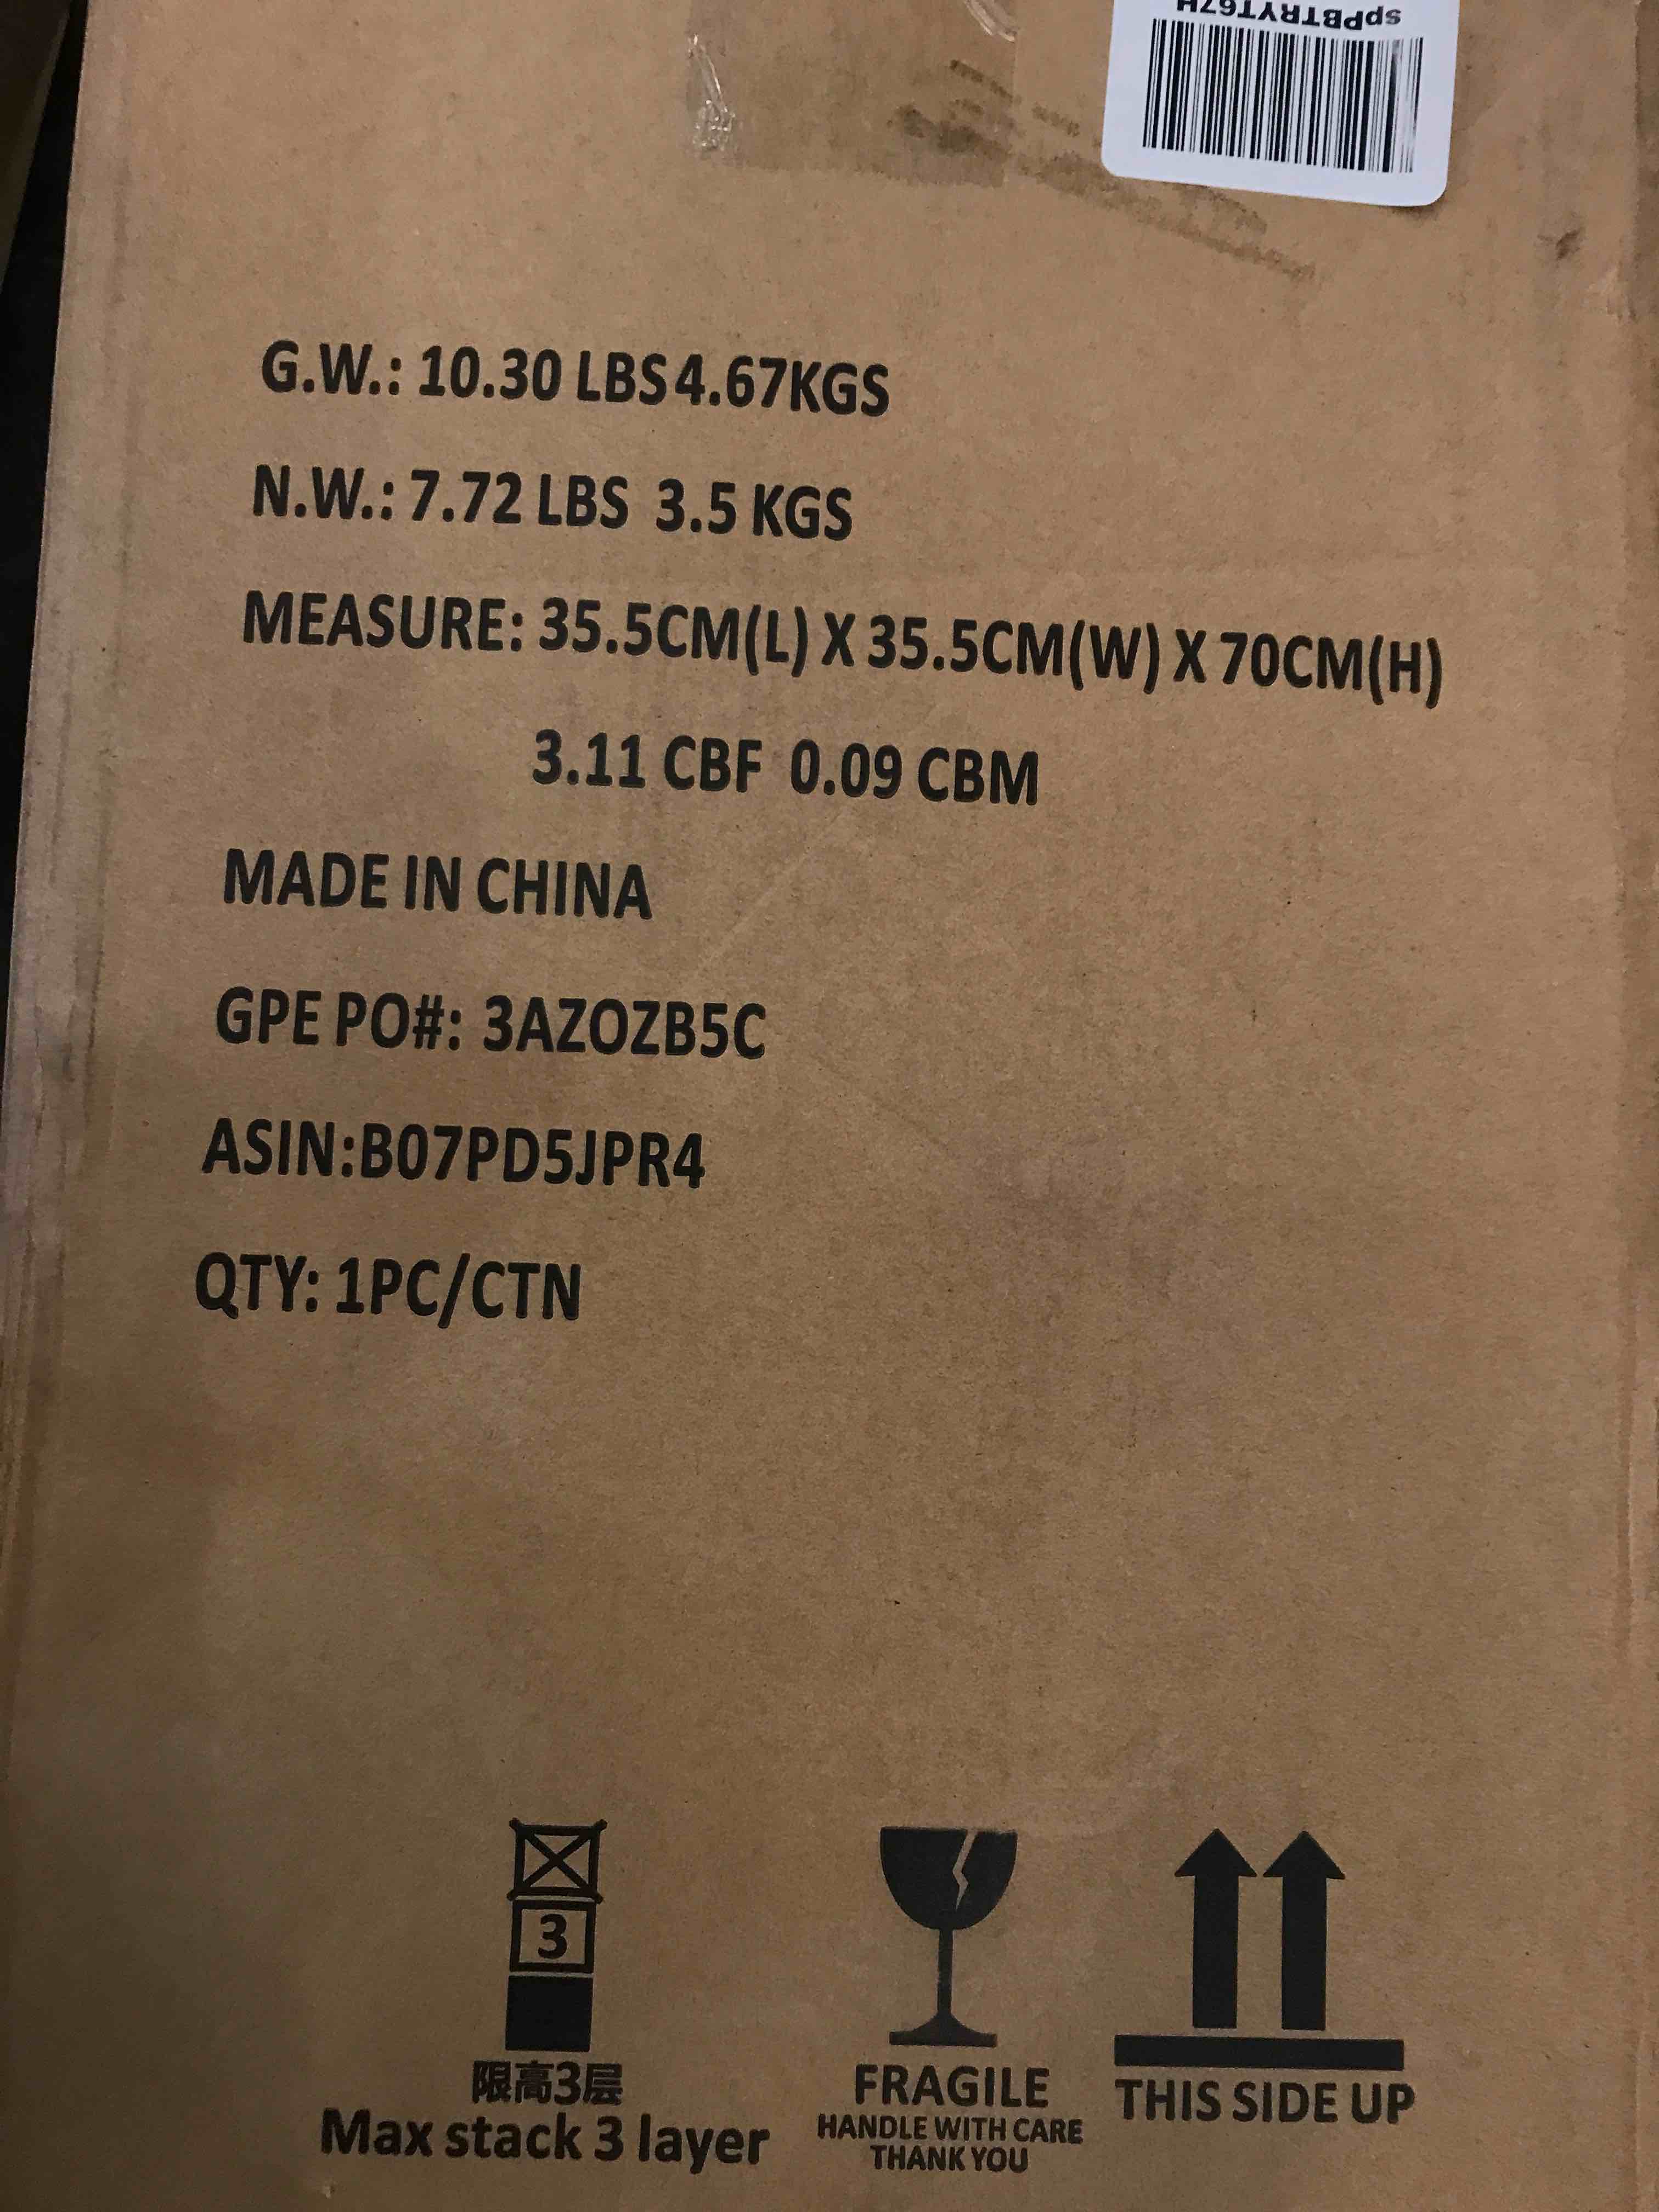 spPBTRYT67H
G.W.: 10.30 LBS 4.67KGS
N.W.: 7.72 LBS 3.5 KGS
MEASURE: 35.5CM(L) X 35.5CM(W) X 70CM(H)
3.11 CBF 0.09 CBM
MADE IN CHINA
GPE PO#: 3AZOZB5C
ASIN:B07PD5JPR4
QTY: 1PC/CTN
3
限高3层
Max stack 3 layer
FRAGILE
HANDLE WITH CARE
THANK YOU
THIS SIDE UP